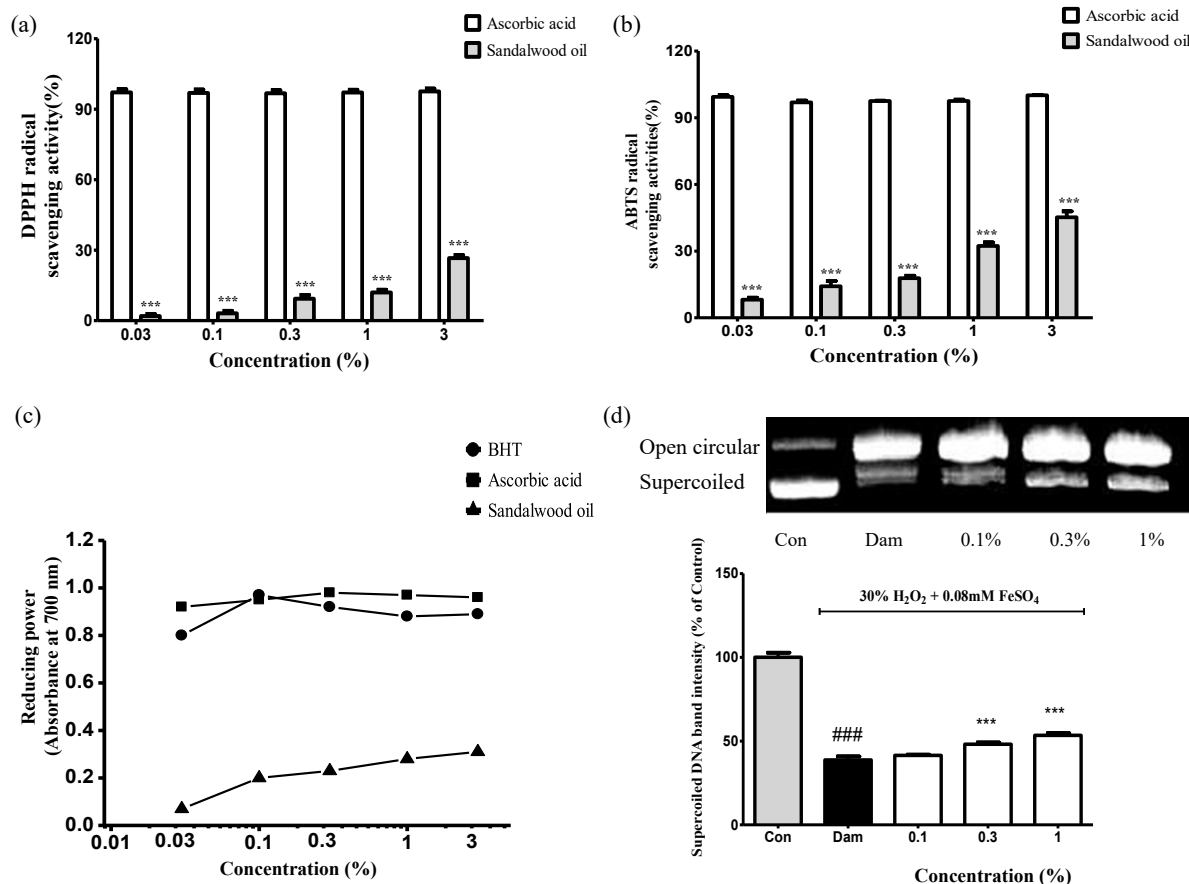 (a)
Ascorbic acid
Sandalwood oil
DPPH radical
scavenging activity(%)
120
90
60
30
0
*** *** *** *** ***
0.03 0.1 0.3 1 3
Concentration (%)
(b)
Ascorbic acid
Sandalwood oil
ABTS radical
scavenging activities(%)
120
90
60
30
0
*** *** *** *** ***
0.03 0.1 0.3 1 3
Concentration (%)
(c)
BHT
Ascorbic acid
Sandalwood oil
Reducing power
(Absorbance at 700 nm)
1.2
1.0
0.8
0.6
0.4
0.2
0.0
0.01 0.03 0.1 0.3 1 3
Concentration (%)
(d)
Open circular
Supercoiled
Con Dam 0.1% 0.3% 1%
Supercoiled DNA band intensity (% of Control)
150
100
50
0
30% H₂O₂ + 0.08mM FeSO₄
### *** ***
Con Dam 0.1 0.3 1
Concentration (%)